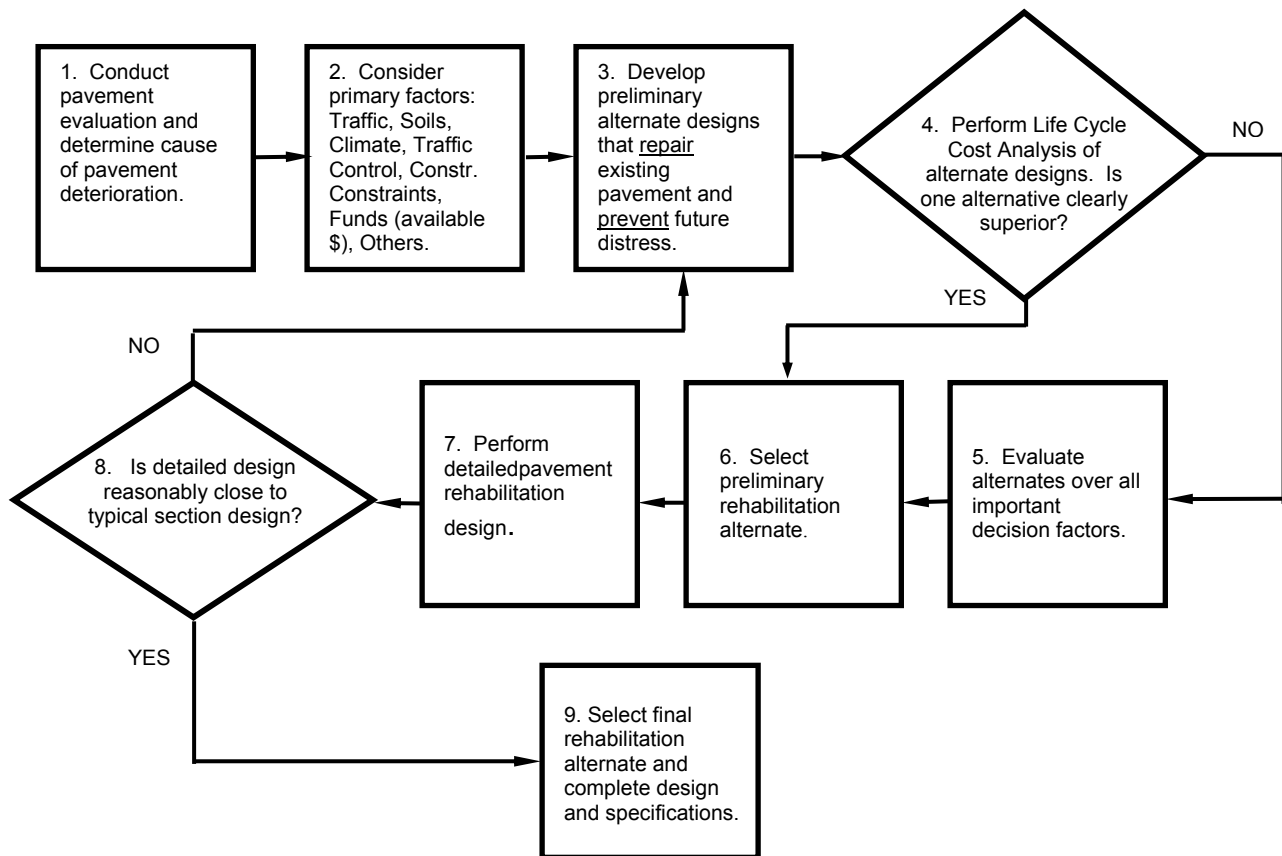 1. Conduct
pavement
evaluation and
determine cause
of pavement
deterioration.
2. Consider
primary factors:
Traffic, Soils,
Climate, Traffic
Control, Constr.
Constraints,
Funds (available
$), Others.
3. Develop
preliminary
alternate designs
that repair
existing
pavement and
prevent future
distress.
4. Perform Life Cycle
Cost Analysis of
alternate designs. Is
one alternative clearly
superior?
NO
YES
NO
8. Is detailed design
reasonably close to
typical section design?
7. Perform
detailedpavement
rehabilitation
design.
6. Select
preliminary
rehabilitation
alternate.
5. Evaluate
alternates over all
important
decision factors.
YES
9. Select final
rehabilitation
alternate and
complete design
and specifications.